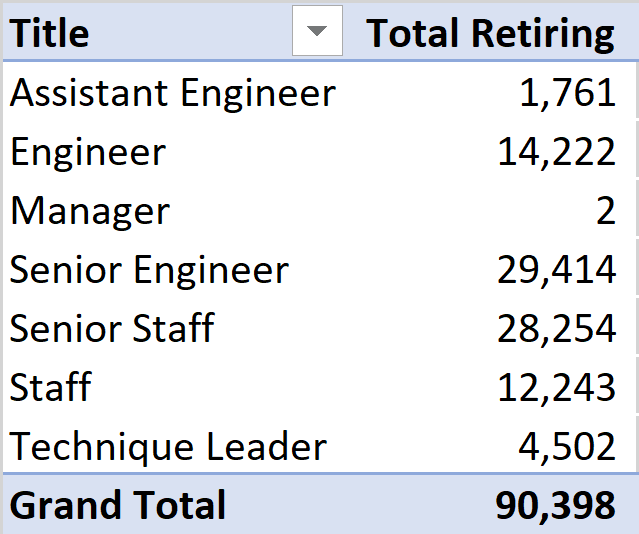 Title Total Retiring
Assistant Engineer 1,761
Engineer 14,222
Manager 2
Senior Engineer 29,414
Senior Staff 28,254
Staff 12,243
Technique Leader 4,502
Grand Total 90,398